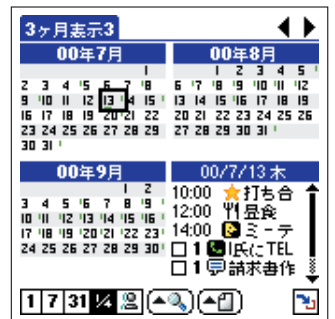 3ヶ月表示3
00年7月
1
2 3 4 5 6 7 8
9 10 11 12 13 14 15
16 17 18 19 20 21 22
23 24 25 26 27 28 29
30 31
00年8月
1 2 3 4 5
6 7 8 9 10 11 12
13 14 15 16 17 18 19
20 21 22 23 24 25 26
27 28 29 30 31
00年9月
1 2
3 4 5 6 7 8 9
10 11 12 13 14 15 16
17 18 19 20 21 22 23
24 25 26 27 28 29 30
00/7/13 木
10:00 打ち合
12:00 昼食
14:00 ミーテ
1 I氏にTEL
1 請求書作
1 7 31